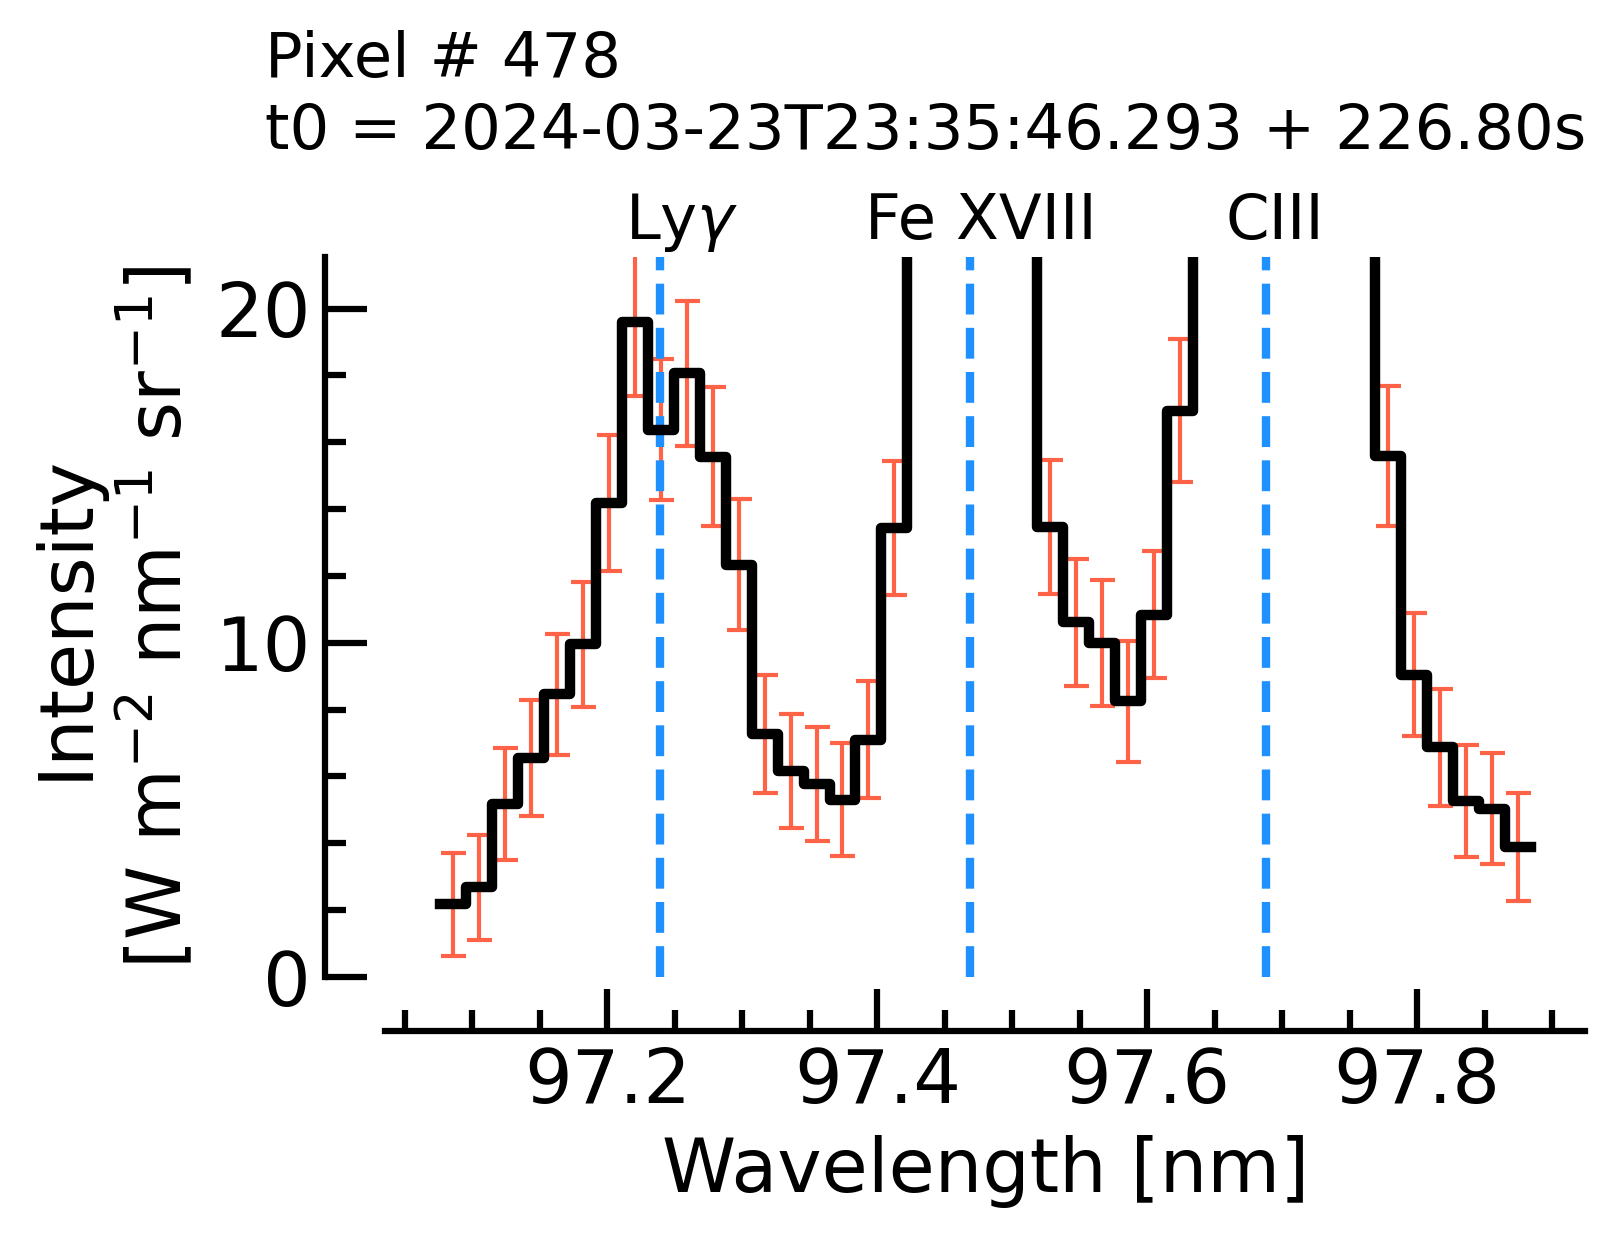 Pixel # 478
t0 = 2024-03-23T23:35:46.293 + 226.80s
Lyγ Fe XVIII CIII
Intensity
[W m⁻² nm⁻¹ sr⁻¹]
20
10
0
97.2 97.4 97.6 97.8
Wavelength [nm]